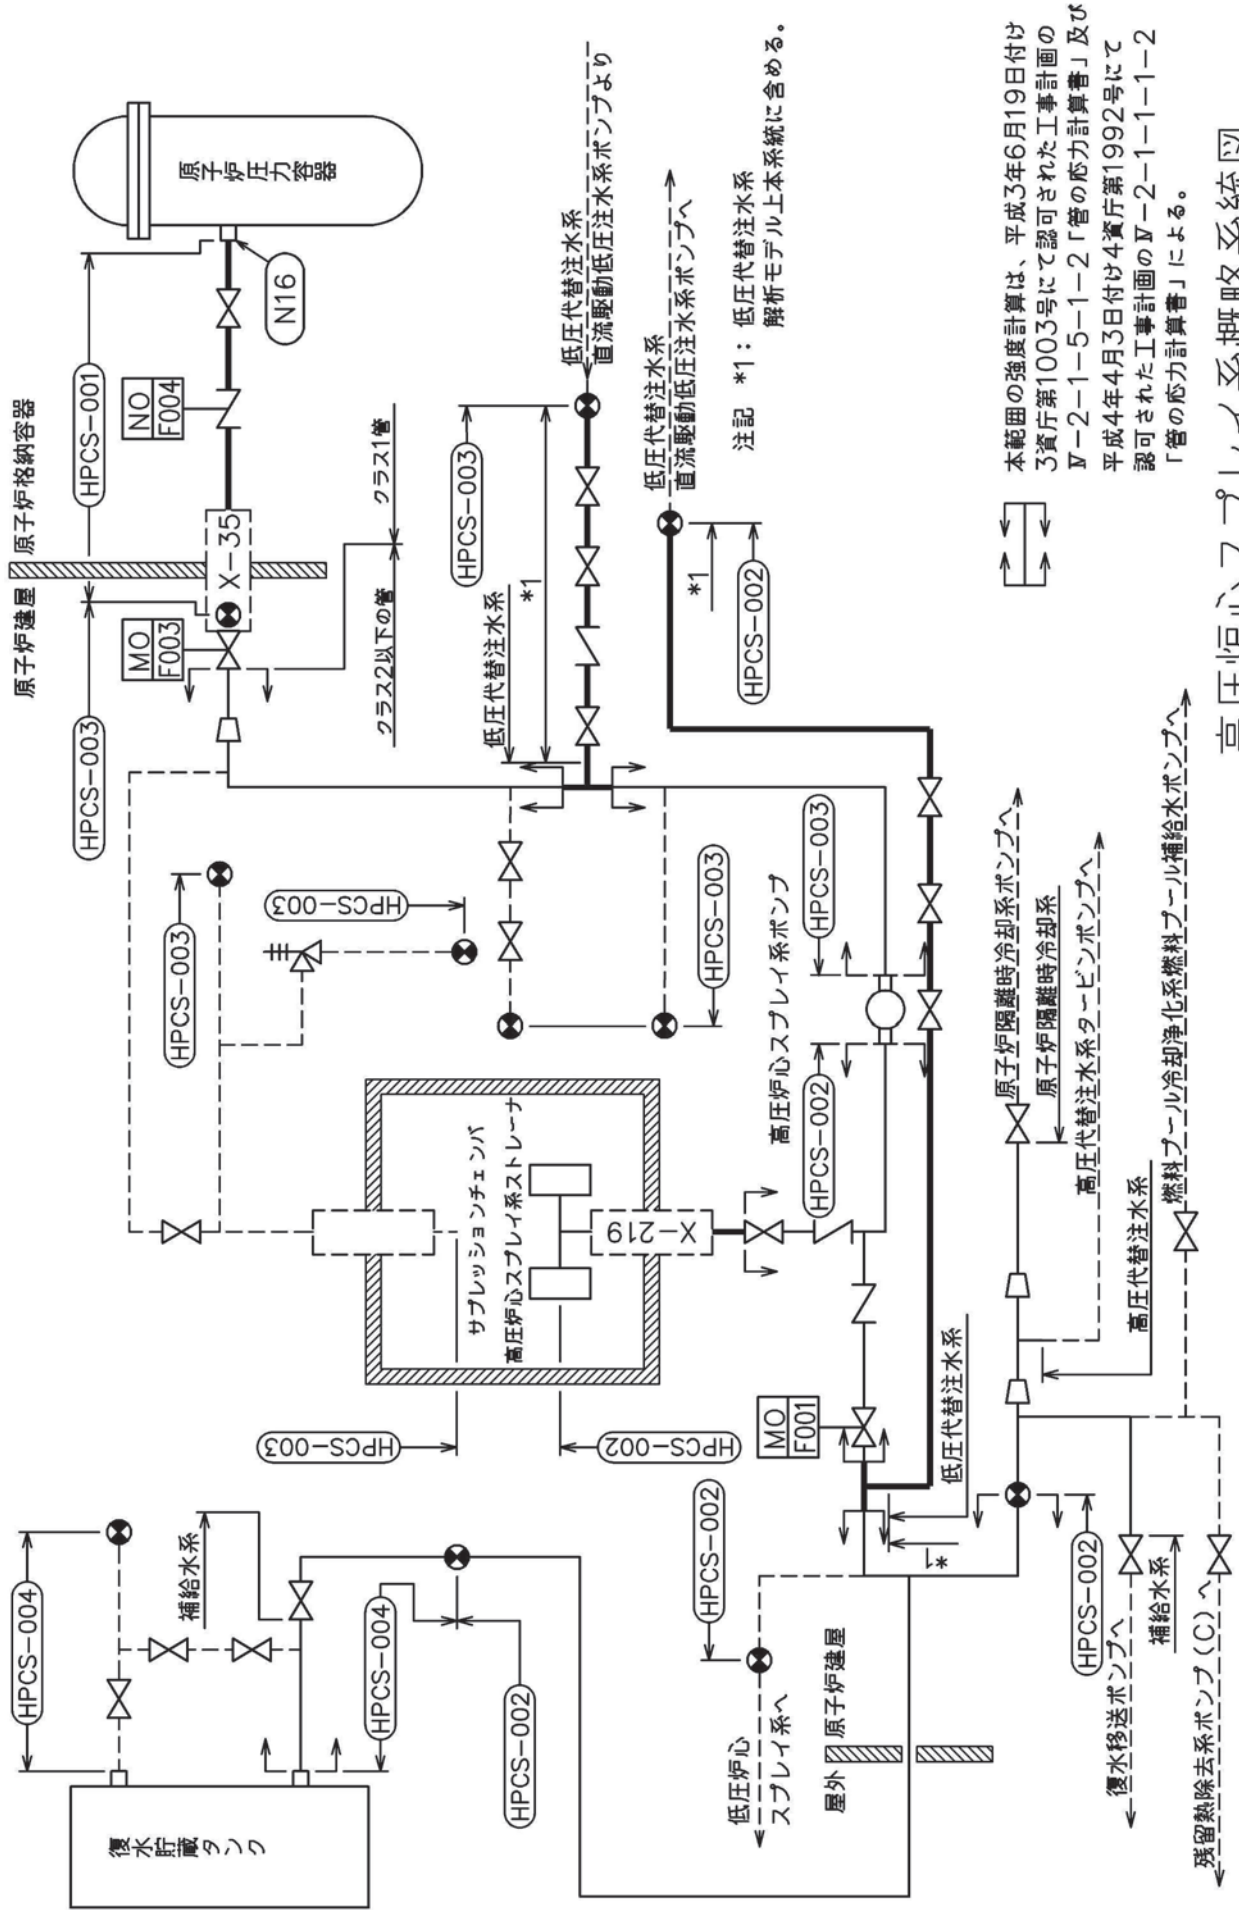 復水貯蔵タンク
HPCS-004
補給水系
HPCS-004
HPCS-002
HPCS-003
HPCS-002
サプレッションチェンバ
高圧炉心スプレイ系ストレーナ
X-219
HPCS-003
HPCS-003
HPCS-003
原子炉建屋
原子炉格納容器
HPCS-003
HPCS-001
MO
F003
X-35
NO
F004
N16
原子炉圧力容器
クラス2以下の管
クラス1管
低圧代替注水系
*1
HPCS-003
低圧代替注水系
直流駆動低圧注水系ポンプより
低圧代替注水系
直流駆動低圧注水系ポンプへ
*1
HPCS-002
注記 *1: 低圧代替注水系
解析モデル上本系統に含める。
高圧炉心スプレイ系ポンプ
HPCS-002
HPCS-003
MO
F001
HPCS-002
低圧炉心
スプレイ系へ
屋外
原子炉建屋
*1
低圧代替注水系
HPCS-002
復水移送ポンプへ
補給水系
残留熱除去系ポンプ(C)へ
高圧代替注水系
原子炉隔離時冷却系ポンプへ
原子炉隔離時冷却系
高圧代替注水系タービンポンプへ
燃料プール冷却浄化系燃料プール補給水ポンプへ
本範囲の強度計算は、平成3年6月19日付け
3資庁第1003号にて認可された工事計画の
Ⅳ-2-1-5-1-2「管の応力計算書」及び
平成4年4月3日付け4資庁第1992号にて
認可された工事計画のⅣ-2-1-1-1-1-2
「管の応力計算書」による。
高圧炉心スプレイ系概略系統図